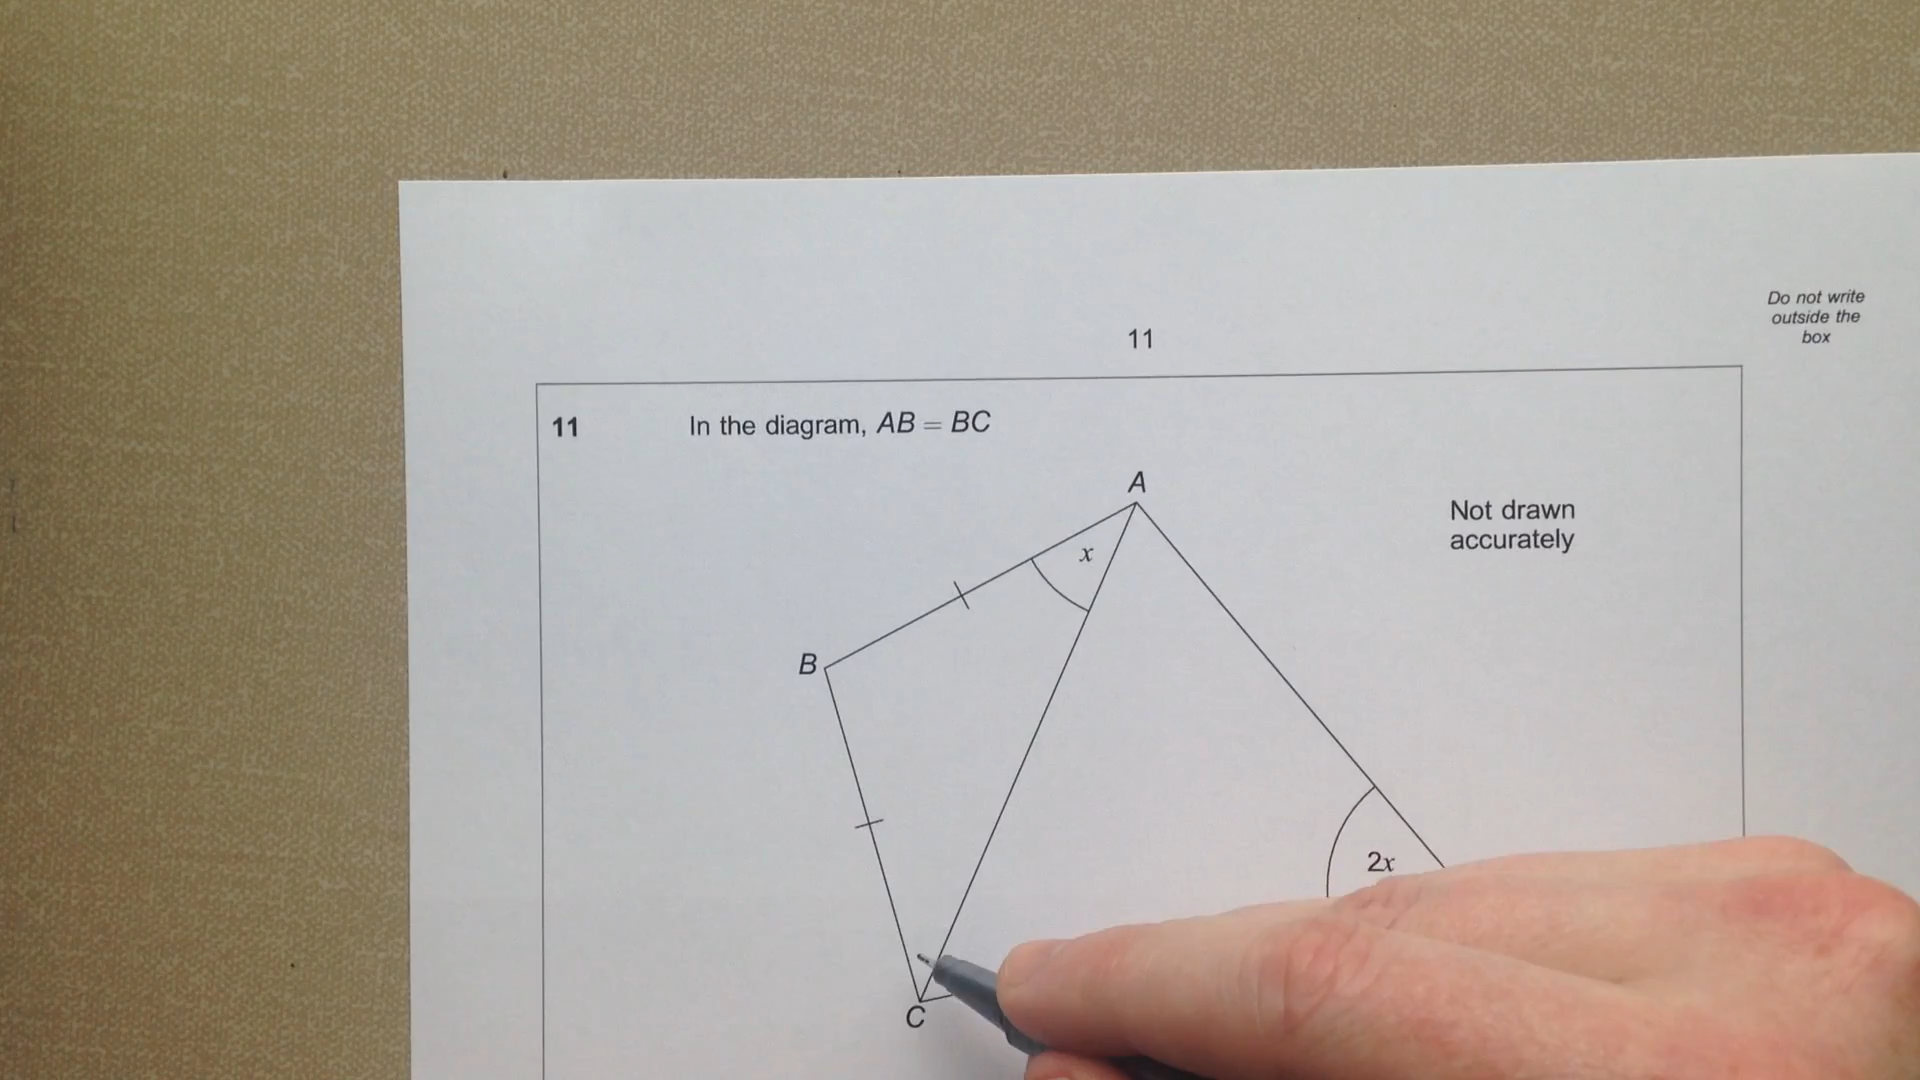 Do not write
outside the
box
11
11 In the diagram, AB = BC
A
Not drawn
accurately
x
B
2x
C